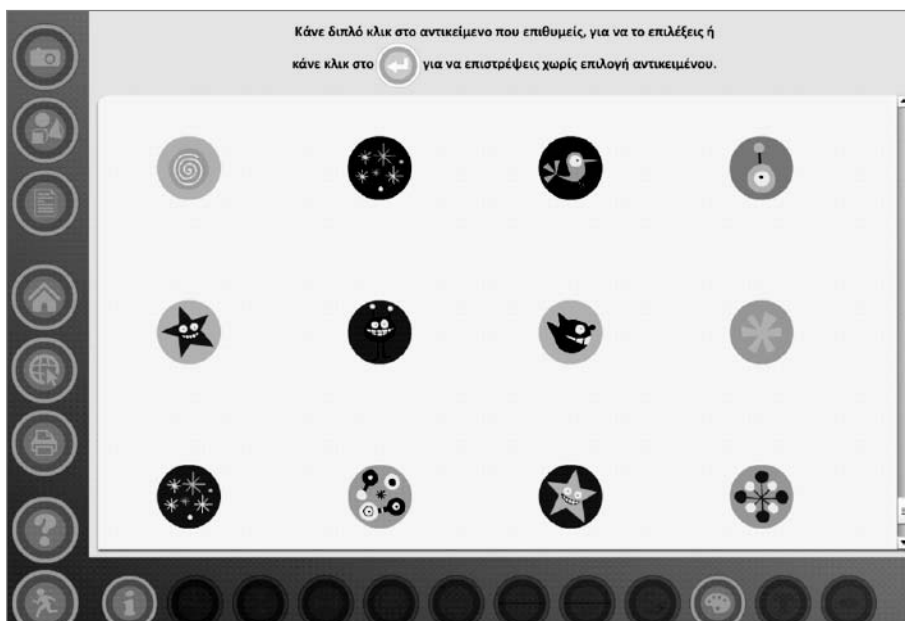 Κάνε διπλό κλικ στο αντικείμενο που επιθυμείς, για να το επιλέξεις ή
κάνε κλικ στο για να επιστρέψεις χωρίς επιλογή αντικειμένου.